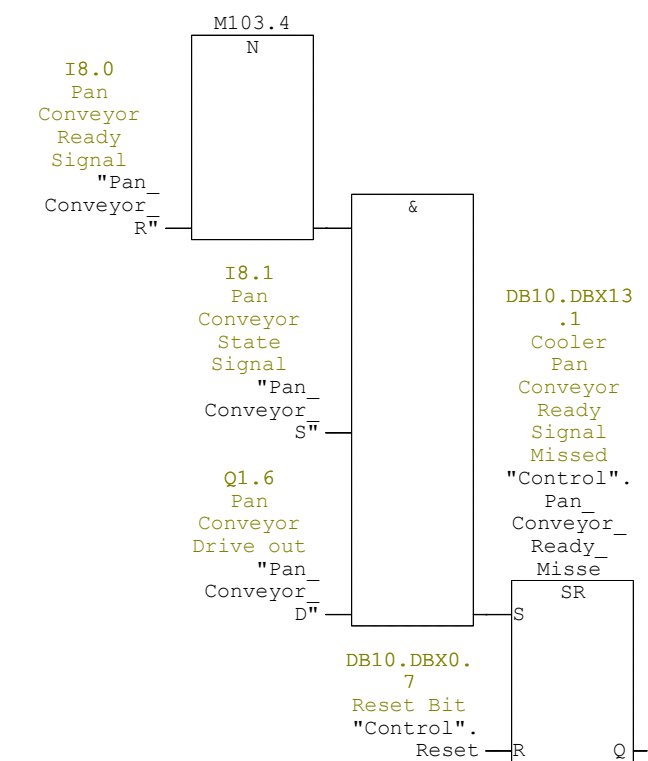 M103.4
N
I8.0
Pan
Conveyor
Ready
Signal
"Pan_
Conveyor_
R"
&
I8.1
Pan
Conveyor
State
Signal
"Pan_
Conveyor_
S"
Q1.6
Pan
Conveyor
Drive out
"Pan_
Conveyor_
D"
DB10.DBX13
.1
Cooler
Pan
Conveyor
Ready
Signal
Missed
"Control".
Pan_
Conveyor_
Ready_
Misse
SR
S
DB10.DBX0.
7
Reset Bit
"Control".
Reset
R Q